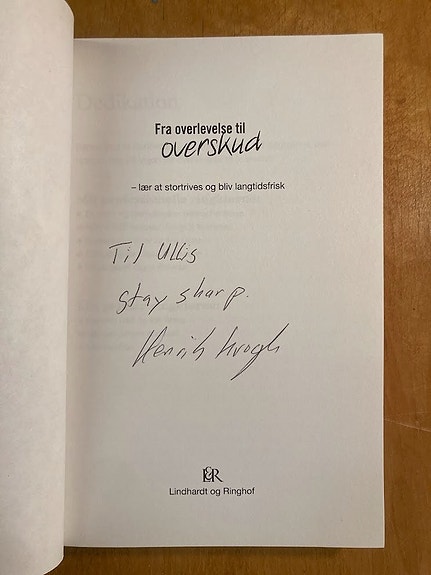 Fra overlevelse til
overskud
– lær at stortrives og bliv langtidsfrisk
Til Ullis
stay sharp.
Henrik Krogh
L&R
Lindhardt og Ringhof